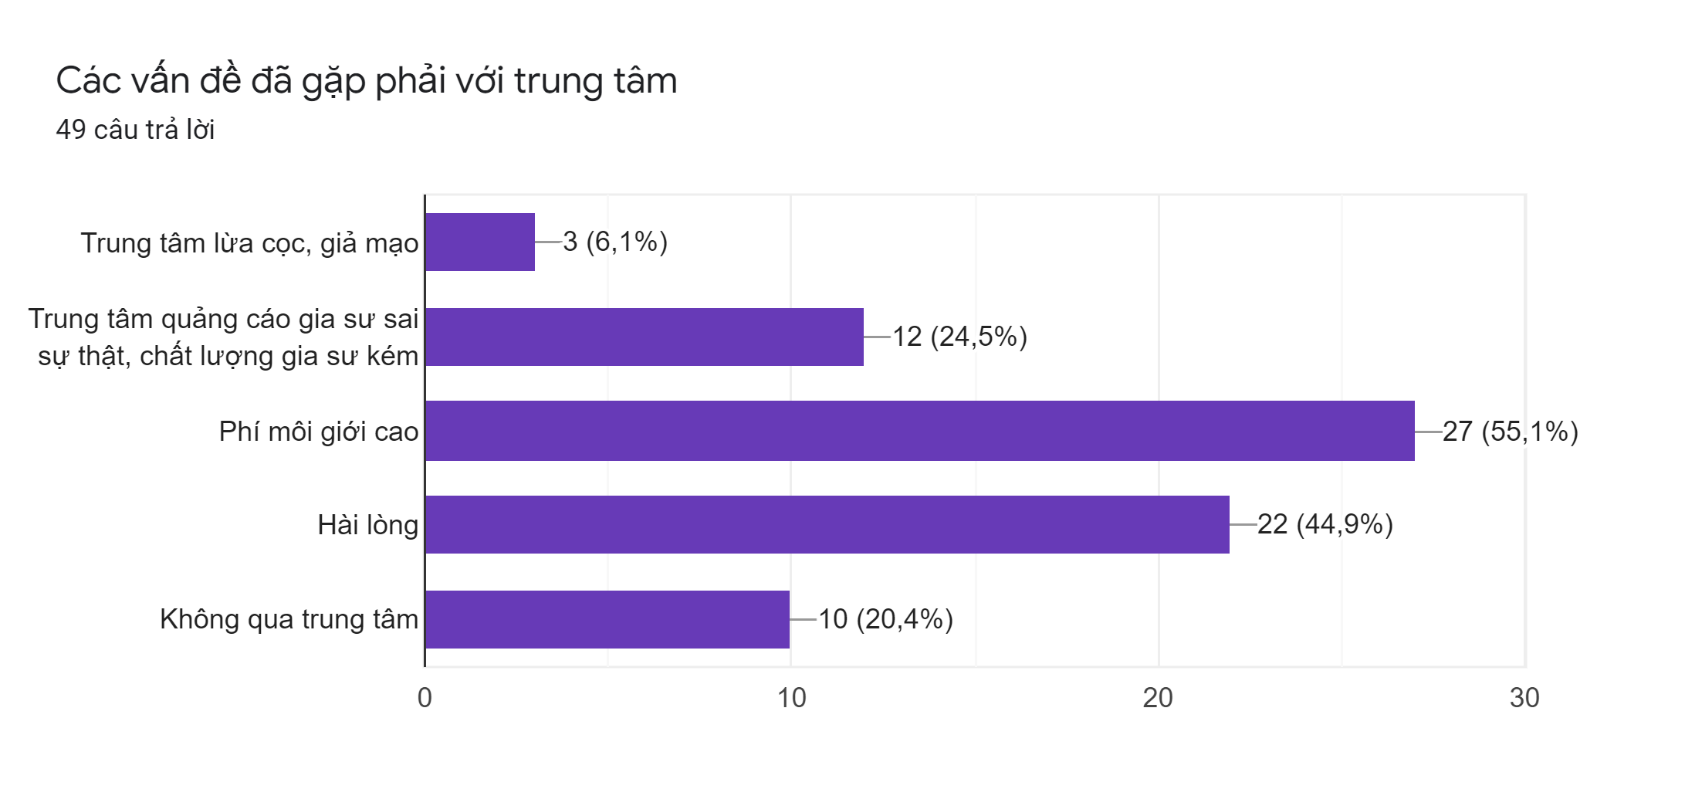 Các vấn đề đã gặp phải với trung tâm
49 câu trả lời
Trung tâm lừa cọc, giả mạo
3 (6,1%)
Trung tâm quảng cáo gia sư sai
sự thật, chất lượng gia sư kém
12 (24,5%)
Phí môi giới cao
27 (55,1%)
Hài lòng
22 (44,9%)
Không qua trung tâm
10 (20,4%)
0 10 20 30